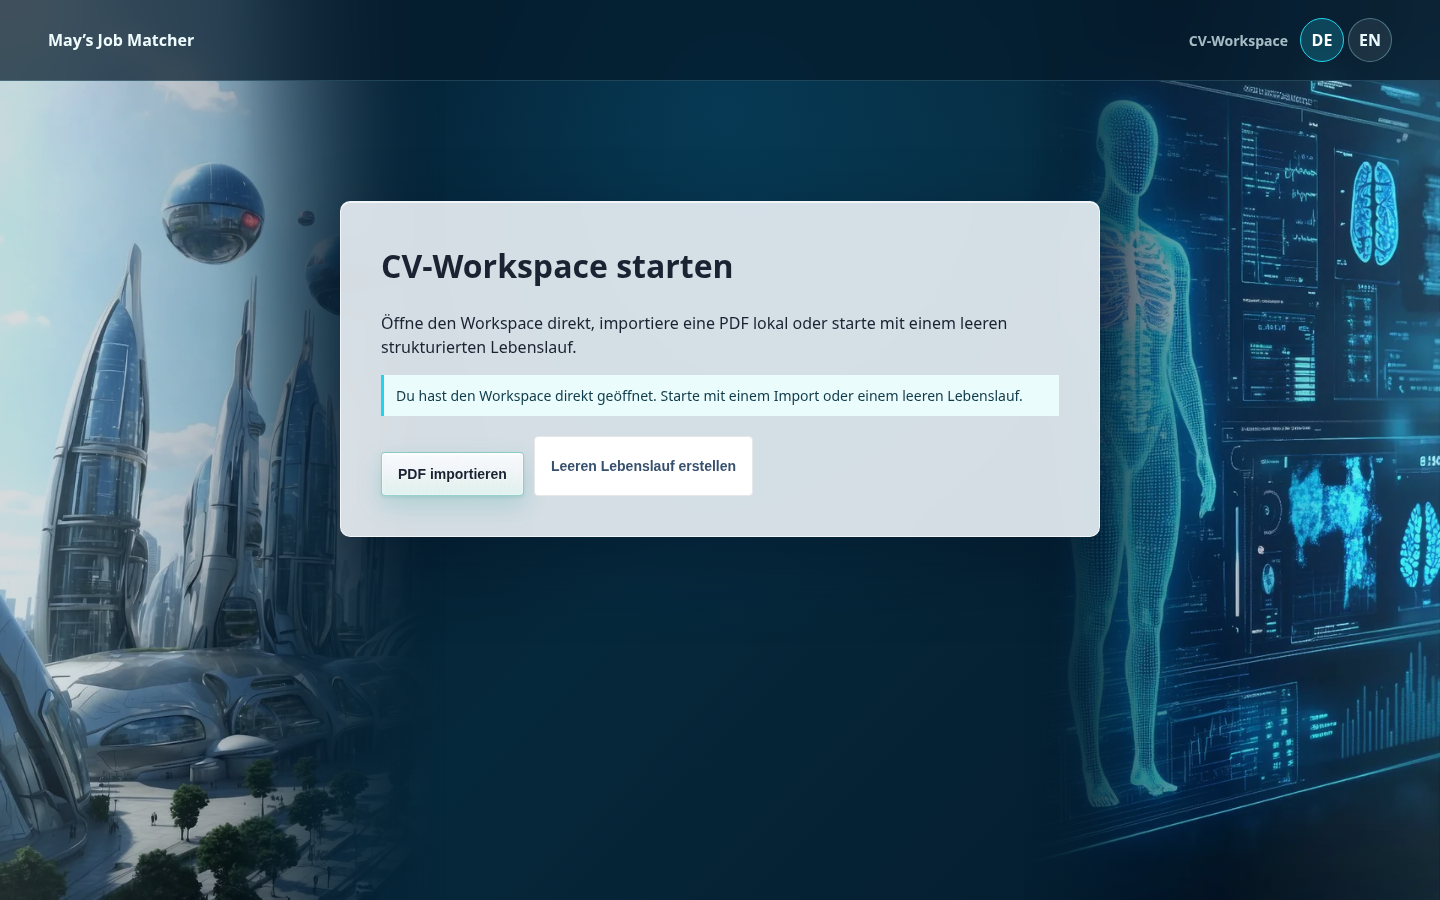 May’s Job Matcher
CV-Workspace
DE
EN
CV-Workspace starten
Öffne den Workspace direkt, importiere eine PDF lokal oder starte mit einem leeren
strukturierten Lebenslauf.
Du hast den Workspace direkt geöffnet. Starte mit einem Import oder einem leeren Lebenslauf.
PDF importieren
Leeren Lebenslauf erstellen